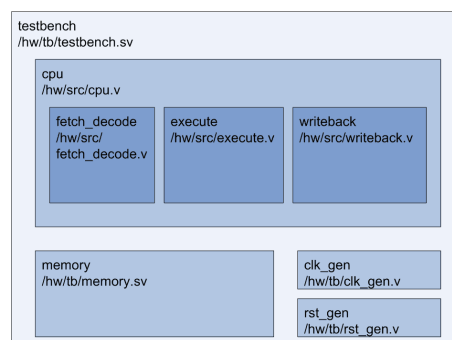 testbench
/hw/tb/testbench.sv
cpu
/hw/src/cpu.v
fetch_decode
/hw/src/
fetch_decode.v
execute
/hw/src/execute.v
writeback
/hw/src/writeback.v
memory
/hw/tb/memory.sv
clk_gen
/hw/tb/clk_gen.v
rst_gen
/hw/tb/rst_gen.v